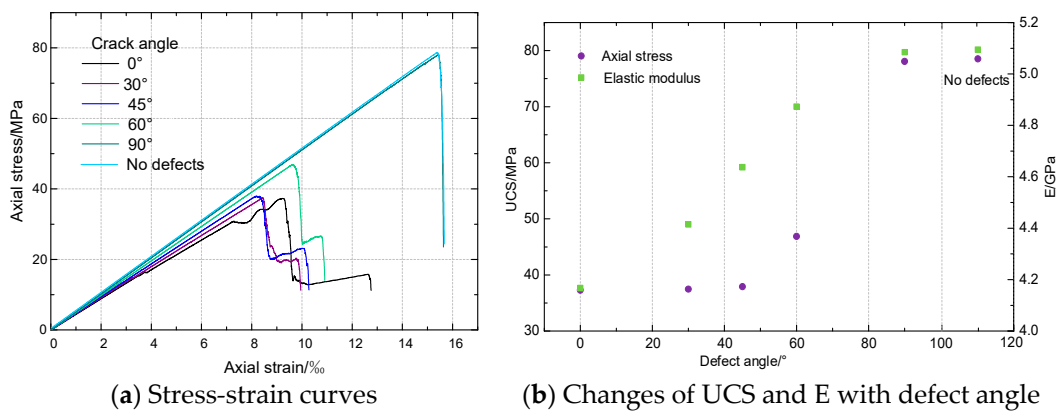 Crack angle
0°
30°
45°
60°
90°
No defects
Axial stress/MPa
80
60
40
20
0
0 2 4 6 8 10 12 14 16
Axial strain/‰
(a) Stress-strain curves
Axial stress
Elastic modulus
No defects
UCS/MPa
80
70
60
50
40
30
E/GPa
5.2
5.0
4.8
4.6
4.4
4.2
4.0
0 20 40 60 80 100 120
Defect angle/°
(b) Changes of UCS and E with defect angle